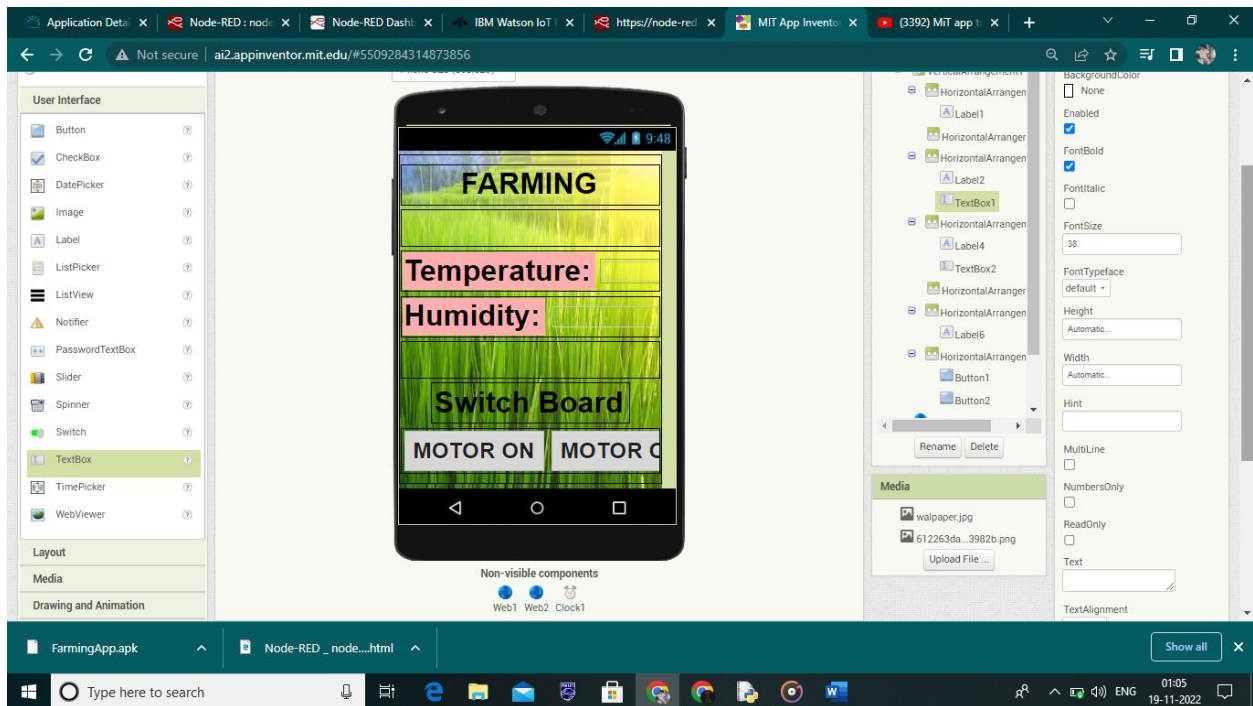 Application Detai
Node-RED : node
Node-RED Dashb
IBM Watson IoT
https://node-red
MIT App Invento
(3392) MiT app t
Not secure
ai2.appinventor.mit.edu/#5509284314873856
User Interface
Button
CheckBox
DatePicker
Image
Label
ListPicker
ListView
Notifier
PasswordTextBox
Slider
Spinner
Switch
TextBox
TimePicker
WebViewer
Layout
Media
Drawing and Animation
9:48
FARMING
Temperature:
Humidity:
Switch Board
MOTOR ON
MOTOR O
Non-visible components
Web1 Web2 Clock1
HorizontalArrangen
Label1
HorizontalArranger
HorizontalArrangen
Label2
TextBox1
HorizontalArrangen
Label4
TextBox2
HorizontalArranger
HorizontalArrangen
Label6
HorizontalArrangen
Button1
Button2
Rename Delete
Media
walpaper.jpg
612263da...3982b.png
Upload File ...
BackgroundColor
None
Enabled
FontBold
FontItalic
FontSize
38
FontTypeface
default
Height
Automatic...
Width
Automatic...
Hint
MultiLine
NumbersOnly
ReadOnly
Text
TextAlignment
FarmingApp.apk
Node-RED _ node....html
Show all
Type here to search
ENG
01:05
19-11-2022